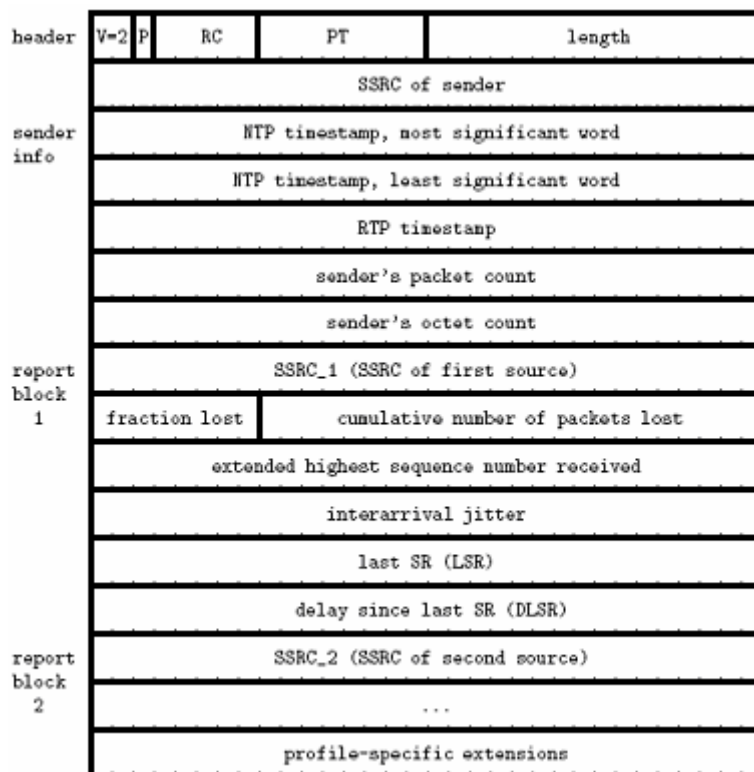 header V=2 P RC PT length
SSRC of sender
sender info NTP timestamp, most significant word
NTP timestamp, least significant word
RTP timestamp
sender's packet count
sender's octet count
report block 1 SSRC_1 (SSRC of first source)
fraction lost cumulative number of packets lost
extended highest sequence number received
interarrival jitter
last SR (LSR)
delay since last SR (DLSR)
report block 2 SSRC_2 (SSRC of second source)
...
profile-specific extensions